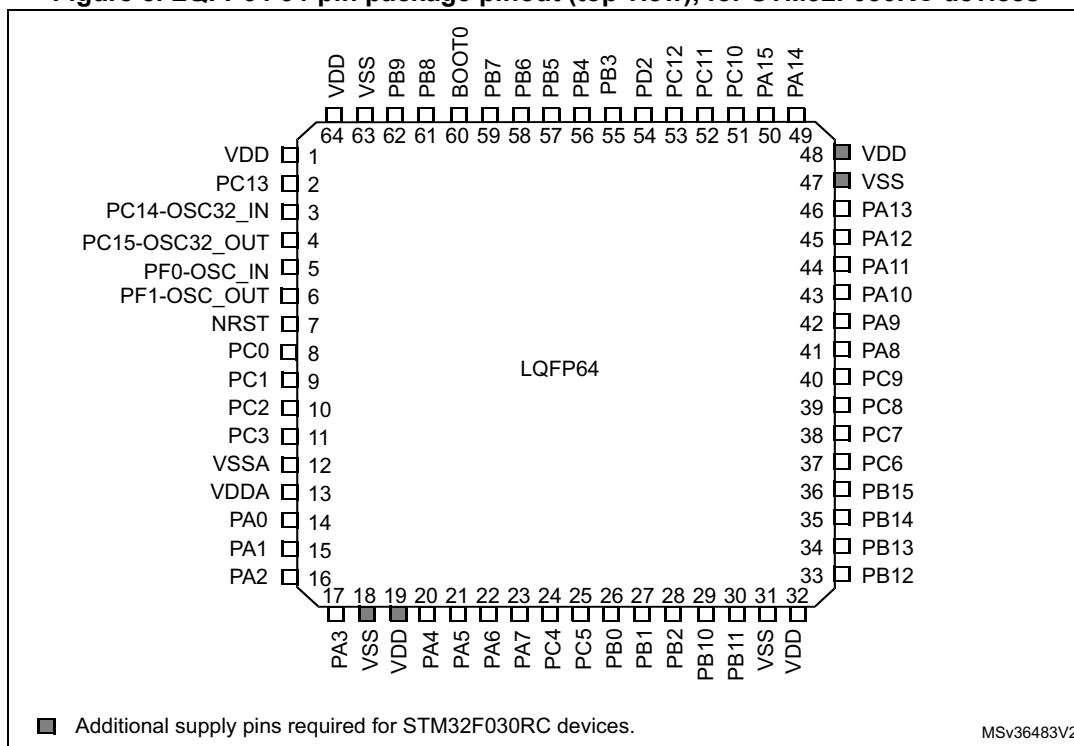 VDD
VSS
PB9
PB8
BOOT0
PB7
PB6
PB5
PB4
PB3
PD2
PC12
PC11
PC10
PA15
PA14
64 63 62 61 60 59 58 57 56 55 54 53 52 51 50 49
VDD 1
PC13 2
PC14-OSC32_IN 3
PC15-OSC32_OUT 4
PF0-OSC_IN 5
PF1-OSC_OUT 6
NRST 7
PC0 8
PC1 9
PC2 10
PC3 11
VSSA 12
VDDA 13
PA0 14
PA1 15
PA2 16
LQFP64
48 VDD
47 VSS
46 PA13
45 PA12
44 PA11
43 PA10
42 PA9
41 PA8
40 PC9
39 PC8
38 PC7
37 PC6
36 PB15
35 PB14
34 PB13
33 PB12
17 18 19 20 21 22 23 24 25 26 27 28 29 30 31 32
PA3
VSS
VDD
PA4
PA5
PA6
PA7
PC4
PC5
PB0
PB1
PB2
PB10
PB11
VSS
VDD
Additional supply pins required for STM32F030RC devices.
MSv36483V2